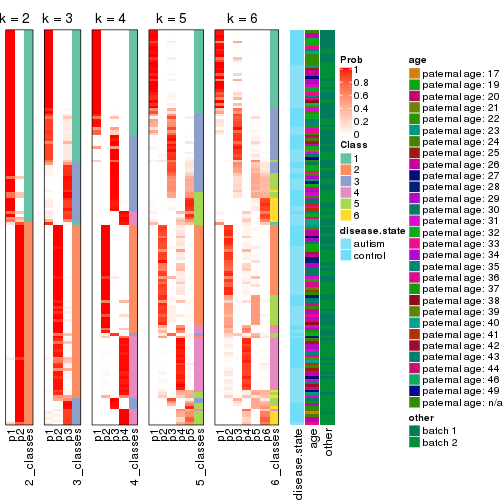 k = 2 k = 3 k = 4 k = 5 k = 6
Prob
1
0.8
0.6
0.4
0.2
0
Class
1
2
3
4
5
6
disease.state
autism
control
age
paternal age: 17
paternal age: 19
paternal age: 20
paternal age: 21
paternal age: 22
paternal age: 23
paternal age: 24
paternal age: 25
paternal age: 26
paternal age: 27
paternal age: 28
paternal age: 29
paternal age: 30
paternal age: 31
paternal age: 32
paternal age: 33
paternal age: 34
paternal age: 35
paternal age: 36
paternal age: 37
paternal age: 38
paternal age: 39
paternal age: 40
paternal age: 41
paternal age: 42
paternal age: 43
paternal age: 44
paternal age: 46
paternal age: 49
paternal age: n/a
other
batch 1
batch 2
p1
p2
2_classes
p1
p2
p3
3_classes
p1
p2
p3
p4
4_classes
p1
p2
p3
p4
p5
5_classes
p1
p2
p3
p4
p5
p6
6_classes
disease.state
age
other